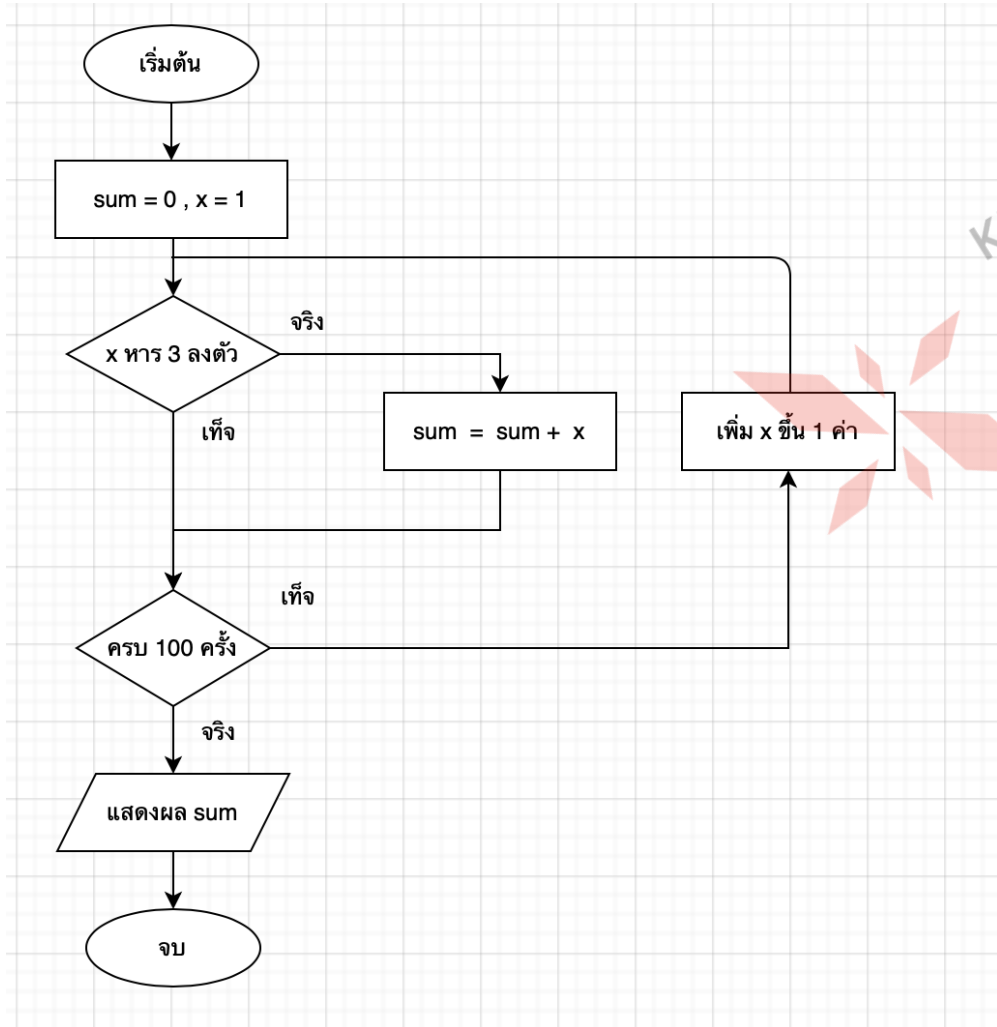 เริ่มต้น
sum = 0 , x = 1
x หาร 3 ลงตัว
จริง
เท็จ
sum = sum + x
เพิ่ม x ขึ้น 1 ค่า
ครบ 100 ครั้ง
เท็จ
จริง
แสดงผล sum
จบ